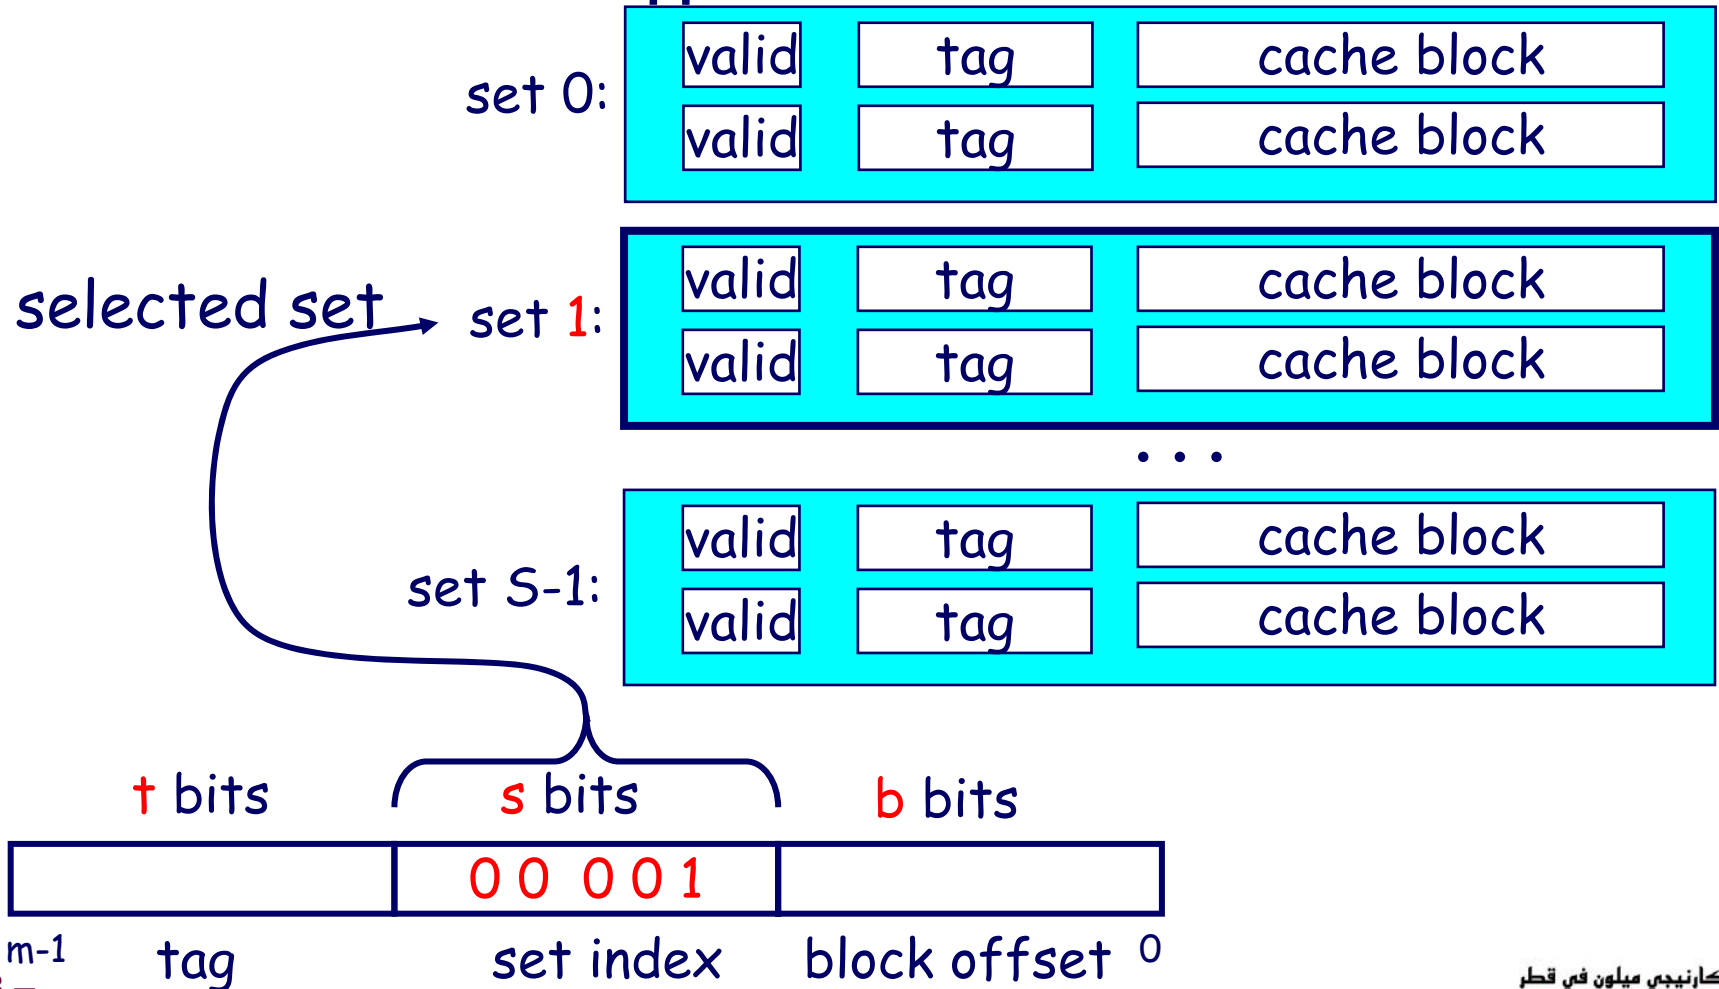 valid tag cache block
set 0:
valid tag cache block
valid tag cache block
selected set set 1:
valid tag cache block
. . .
valid tag cache block
set S-1:
valid tag cache block
t bits s bits b bits
0 0 0 0 1
m-1 tag set index block offset 0
كارنيجي ميلون في قطر